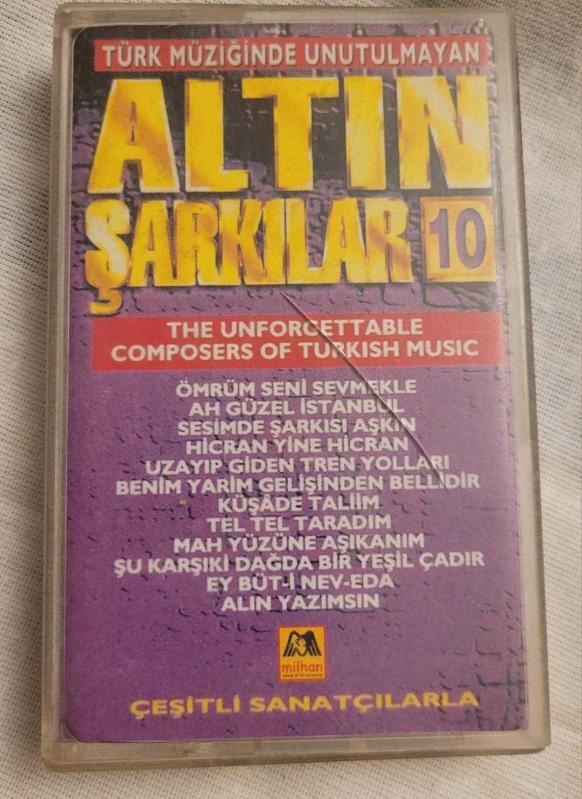 TÜRK MÜZİĞİNDE UNUTULMAYAN
ALTIN
ŞARKILAR 10
THE UNFORGETTABLE
COMPOSERS OF TURKISH MUSIC
ÖMRÜM SENİ SEVMEKLE
AH GÜZEL İSTANBUL
SESİMDE ŞARKISI AŞKIN
HİCRAN YİNE HİCRAN
UZAYIP GİDEN TREN YOLLARI
BENİM YARİM GELİŞİNDEN BELLİDİR
KÜŞÂDE TALİİM
TEL TEL TARADIM
MAH YÜZÜNE AŞIKANIM
ŞU KARŞIKİ DAĞDA BİR YEŞİL ÇADIR
EY BÜT-İ NEV-EDA
ALIN YAZIMSIN
milhan
ÇEŞİTLİ SANATÇILARLA